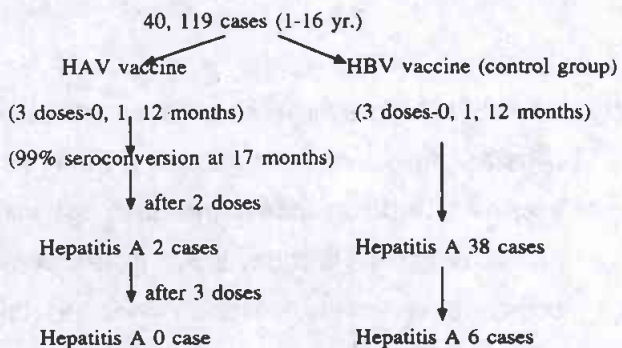 40, 119 cases (1-16 yr.)
HAV vaccine
HBV vaccine (control group)
(3 doses-0, 1, 12 months)
(3 doses-0, 1, 12 months)
(99% seroconversion at 17 months)
after 2 doses
Hepatitis A 2 cases
Hepatitis A 38 cases
after 3 doses
Hepatitis A 0 case
Hepatitis A 6 cases